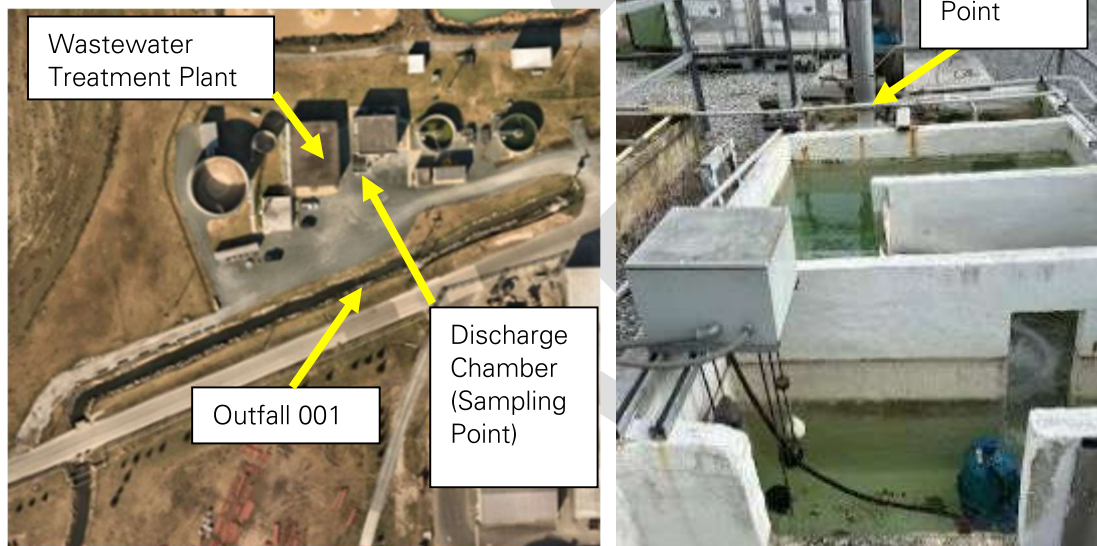 Wastewater
Treatment Plant
Discharge
Chamber
(Sampling
Point)
Outfall 001
Point